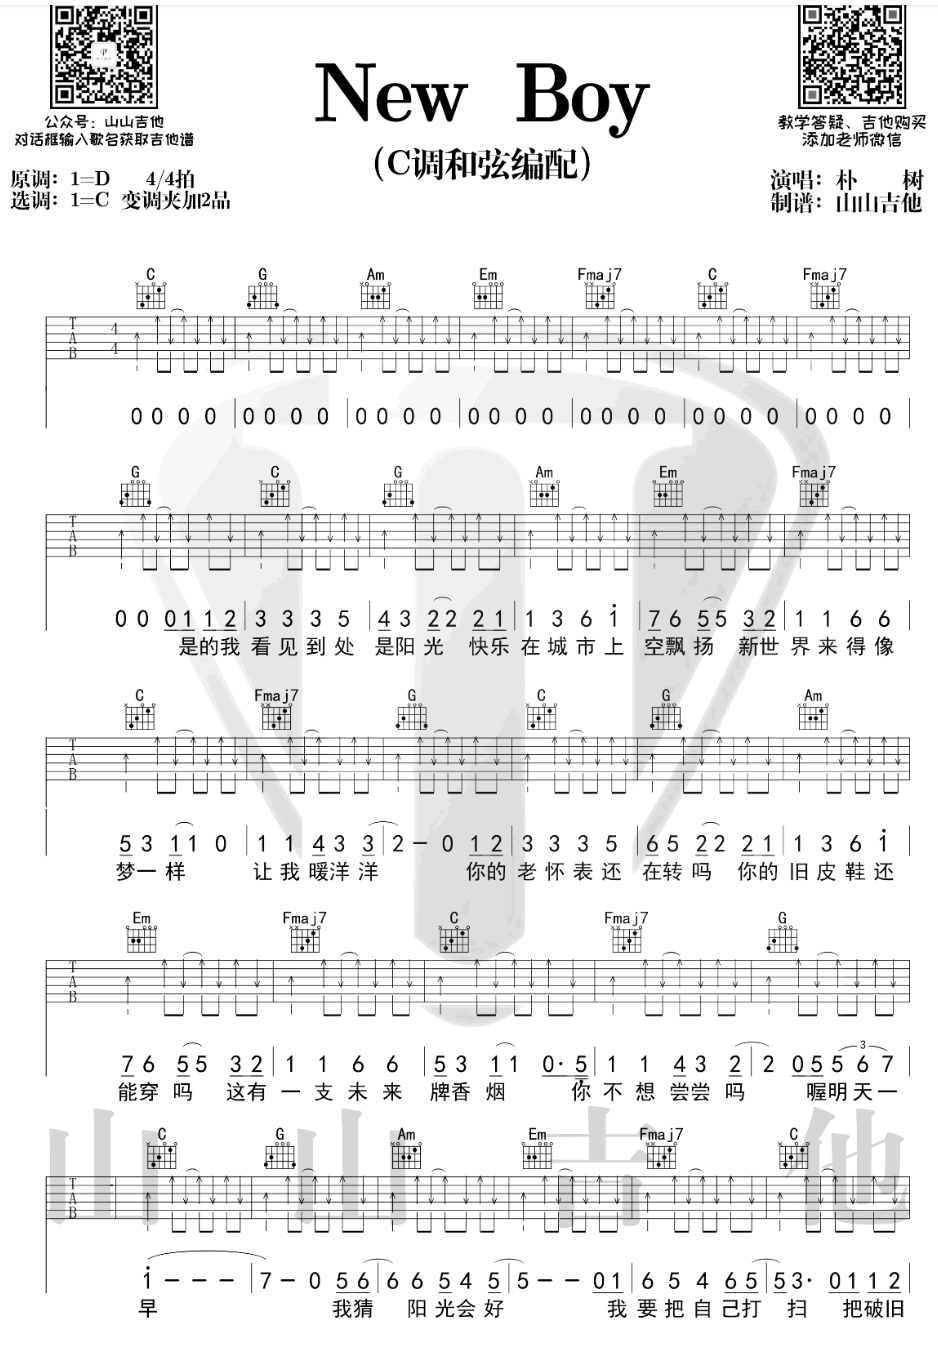 New Boy
(C调和弦编配)
公众号：山山吉他
对话框输入歌名获取吉他谱
教学答疑、吉他购买
添加老师微信
原调：1=D 4/4拍
选调：1=C 变调夹加2品
演唱：朴 树
制谱：山山吉他
C G Am Em Fmaj7 C Fmaj7
T A B 4 4
0 0 0 0 0 0 0 0 0 0 0 0 0 0 0 0 0 0 0 0 0 0 0 0 0 0 0 0
G C G Am Em Fmaj7
T A B
0 0 0 1 1 2 3 3 3 5 4 3 2 2 2 1 1 3 6 i 7 6 5 5 3 2 1 1 6 6
是的我 看见到处 是阳光 快乐在城市上 空飘扬 新世 界来得像
C Fmaj7 G C G Am
T A B
5 3 1 1 0 1 1 4 3 3 2 - 0 1 2 3 3 3 5 6 5 2 2 2 1 1 3 6 i
梦一样 让我暖洋洋 你的老怀表还 在转吗 你的旧皮鞋还
Em Fmaj7 C Fmaj7 G
T A B
7 6 5 5 3 2 1 1 6 6 5 3 1 1 0· 5 1 1 4 3 2 2 0 5 5 6 7
3
能穿吗 这有一支未来 牌香烟 你不想尝尝吗 喔明天一
C G Am Em Fmaj7 C
T A B
i - - - 7 - 0 5 6 6 6 5 4 5 5 - - 0 1 6 5 4 6 5 5 3· 0 1 1 2
早 我猜 阳光会好 我要把自己打 扫 把破旧
山山吉他